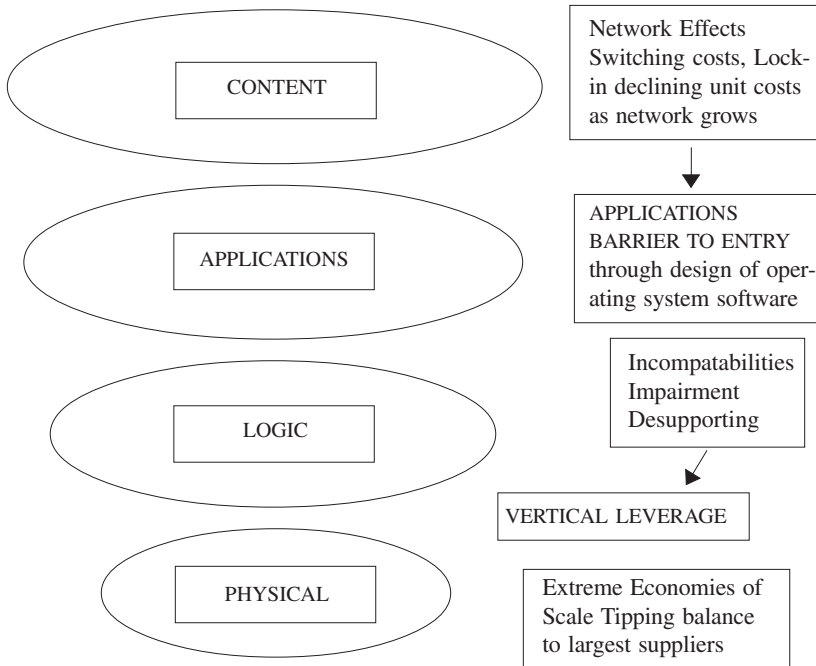 CONTENT
Network Effects
Switching costs, Lock-
in declining unit costs
as network grows
APPLICATIONS
APPLICATIONS
BARRIER TO ENTRY
through design of oper-
ating system software
LOGIC
Incompatabilities
Impairment
Desupporting
VERTICAL LEVERAGE
PHYSICAL
Extreme Economies of
Scale Tipping balance
to largest suppliers